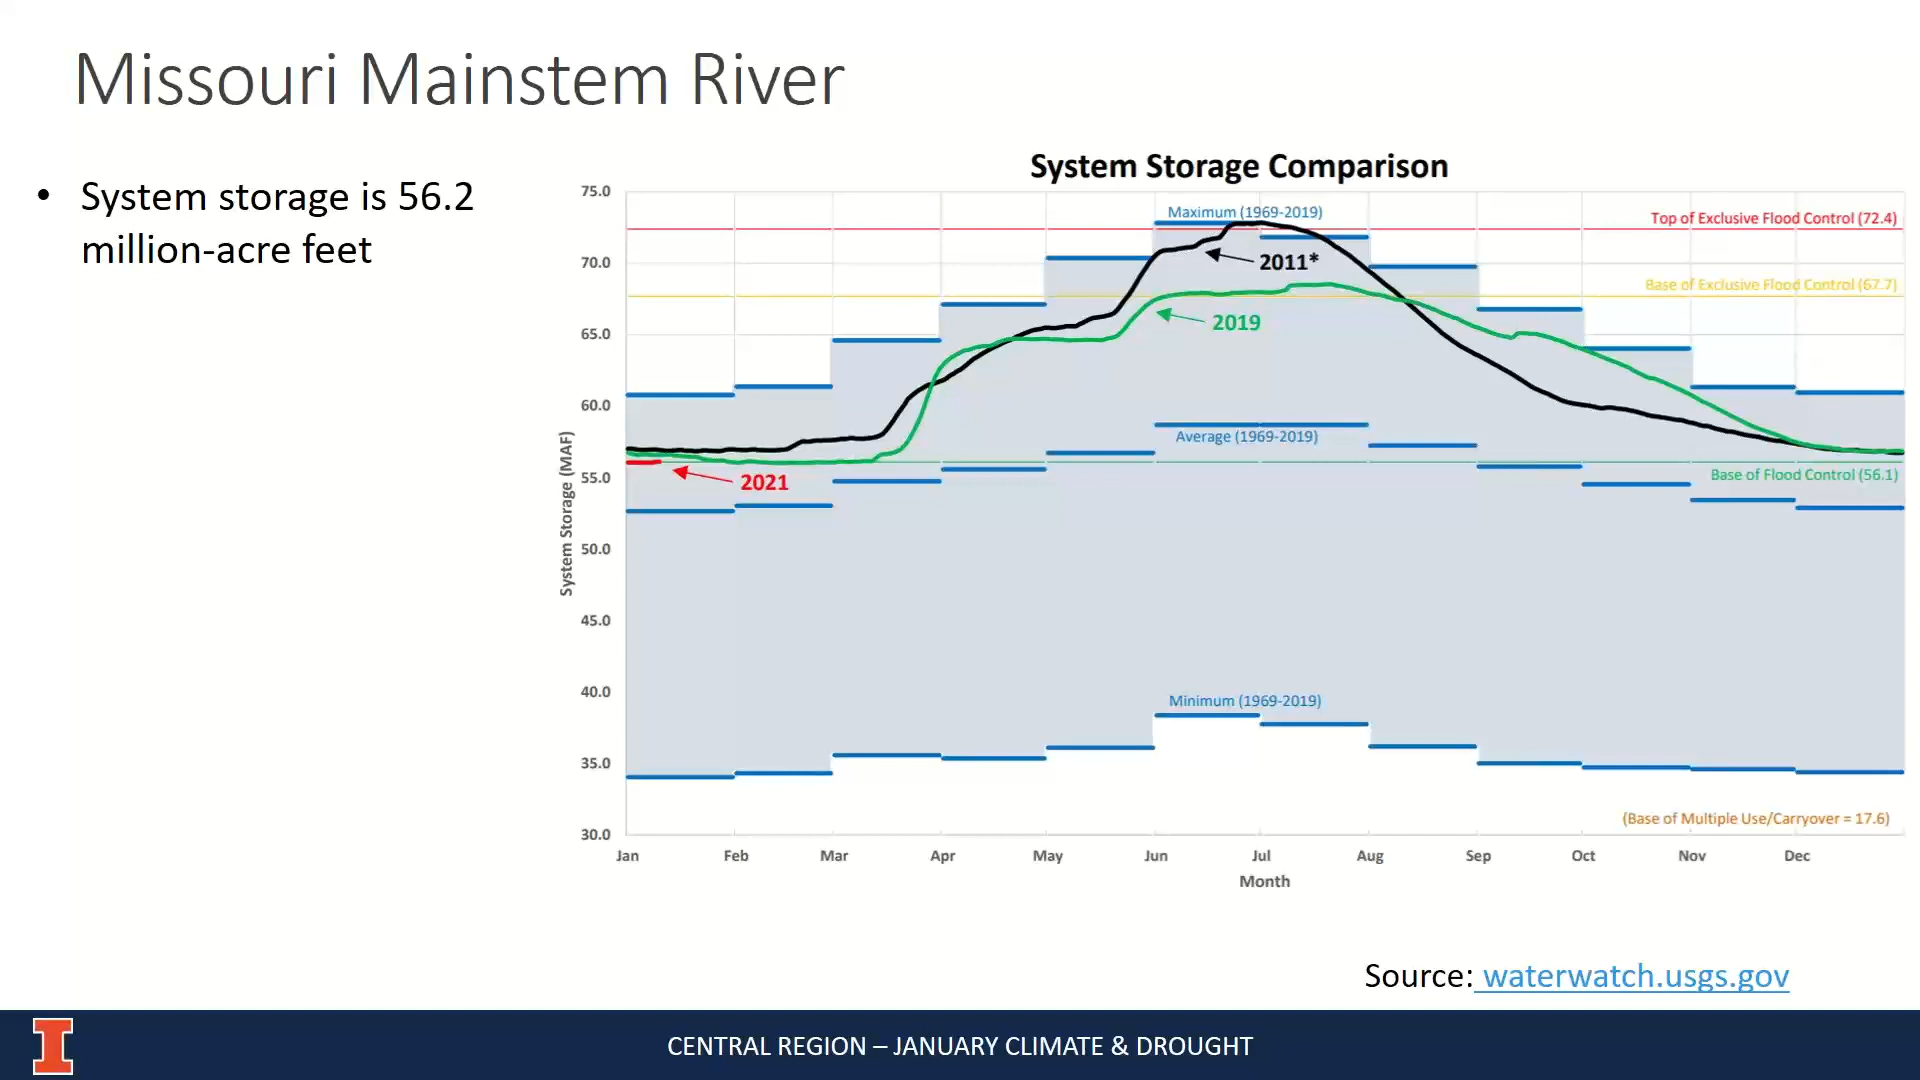 Missouri Mainstem River
• System storage is 56.2
million-acre feet
System Storage Comparison
75.0
70.0
65.0
60.0
55.0
50.0
45.0
40.0
35.0
30.0
System Storage (MAF)
Maximum (1969-2019)
Top of Exclusive Flood Control (72.4)
2011*
Base of Exclusive Flood Control (67.7)
2019
Average (1969-2019)
Base of Flood Control (56.1)
2021
Minimum (1969-2019)
(Base of Multiple Use/Carryover = 17.6)
Jan Feb Mar Apr May Jun Jul Aug Sep Oct Nov Dec
Month
Source: waterwatch.usgs.gov
I
CENTRAL REGION – JANUARY CLIMATE & DROUGHT